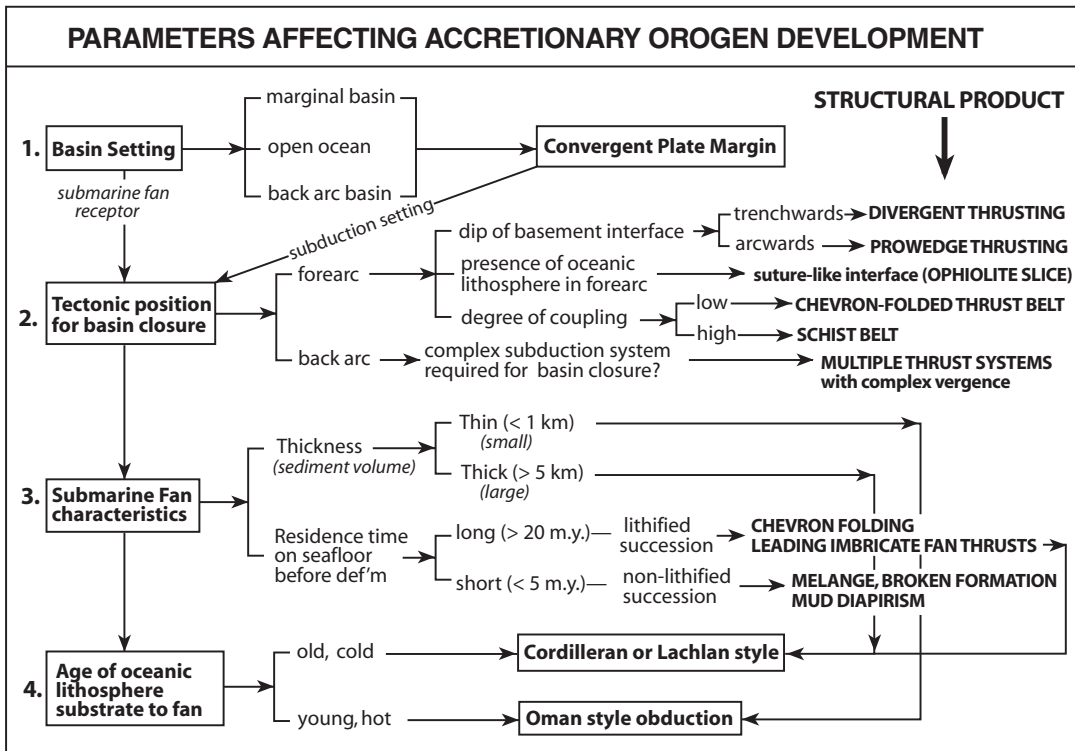 PARAMETERS AFFECTING ACCRETIONARY OROGEN DEVELOPMENT
STRUCTURAL PRODUCT
1. Basin Setting
marginal basin
open ocean
back arc basin
Convergent Plate Margin
submarine fan
receptor
subduction setting
2. Tectonic position
for basin closure
forearc
dip of basement interface
trenchwards
DIVERGENT THRUSTING
arcwards
PROWEDGE THRUSTING
presence of oceanic
lithosphere in forearc
suture-like interface (OPHIOLITE SLICE)
degree of coupling
low
CHEVRON-FOLDED THRUST BELT
high
SCHIST BELT
back arc
complex subduction system
required for basin closure?
MULTIPLE THRUST SYSTEMS
with complex vergence
3. Submarine Fan
characteristics
Thickness
(sediment volume)
Thin (< 1 km)
(small)
Thick (> 5 km)
(large)
Residence time
on seafloor
before def'm
long (> 20 m.y.)
lithified
succession
CHEVRON FOLDING
LEADING IMBRICATE FAN THRUSTS
short (< 5 m.y.)
non-lithified
succession
MELANGE, BROKEN FORMATION
MUD DIAPIRISM
4. Age of oceanic
lithosphere
substrate to fan
old, cold
Cordilleran or Lachlan style
young, hot
Oman style obduction